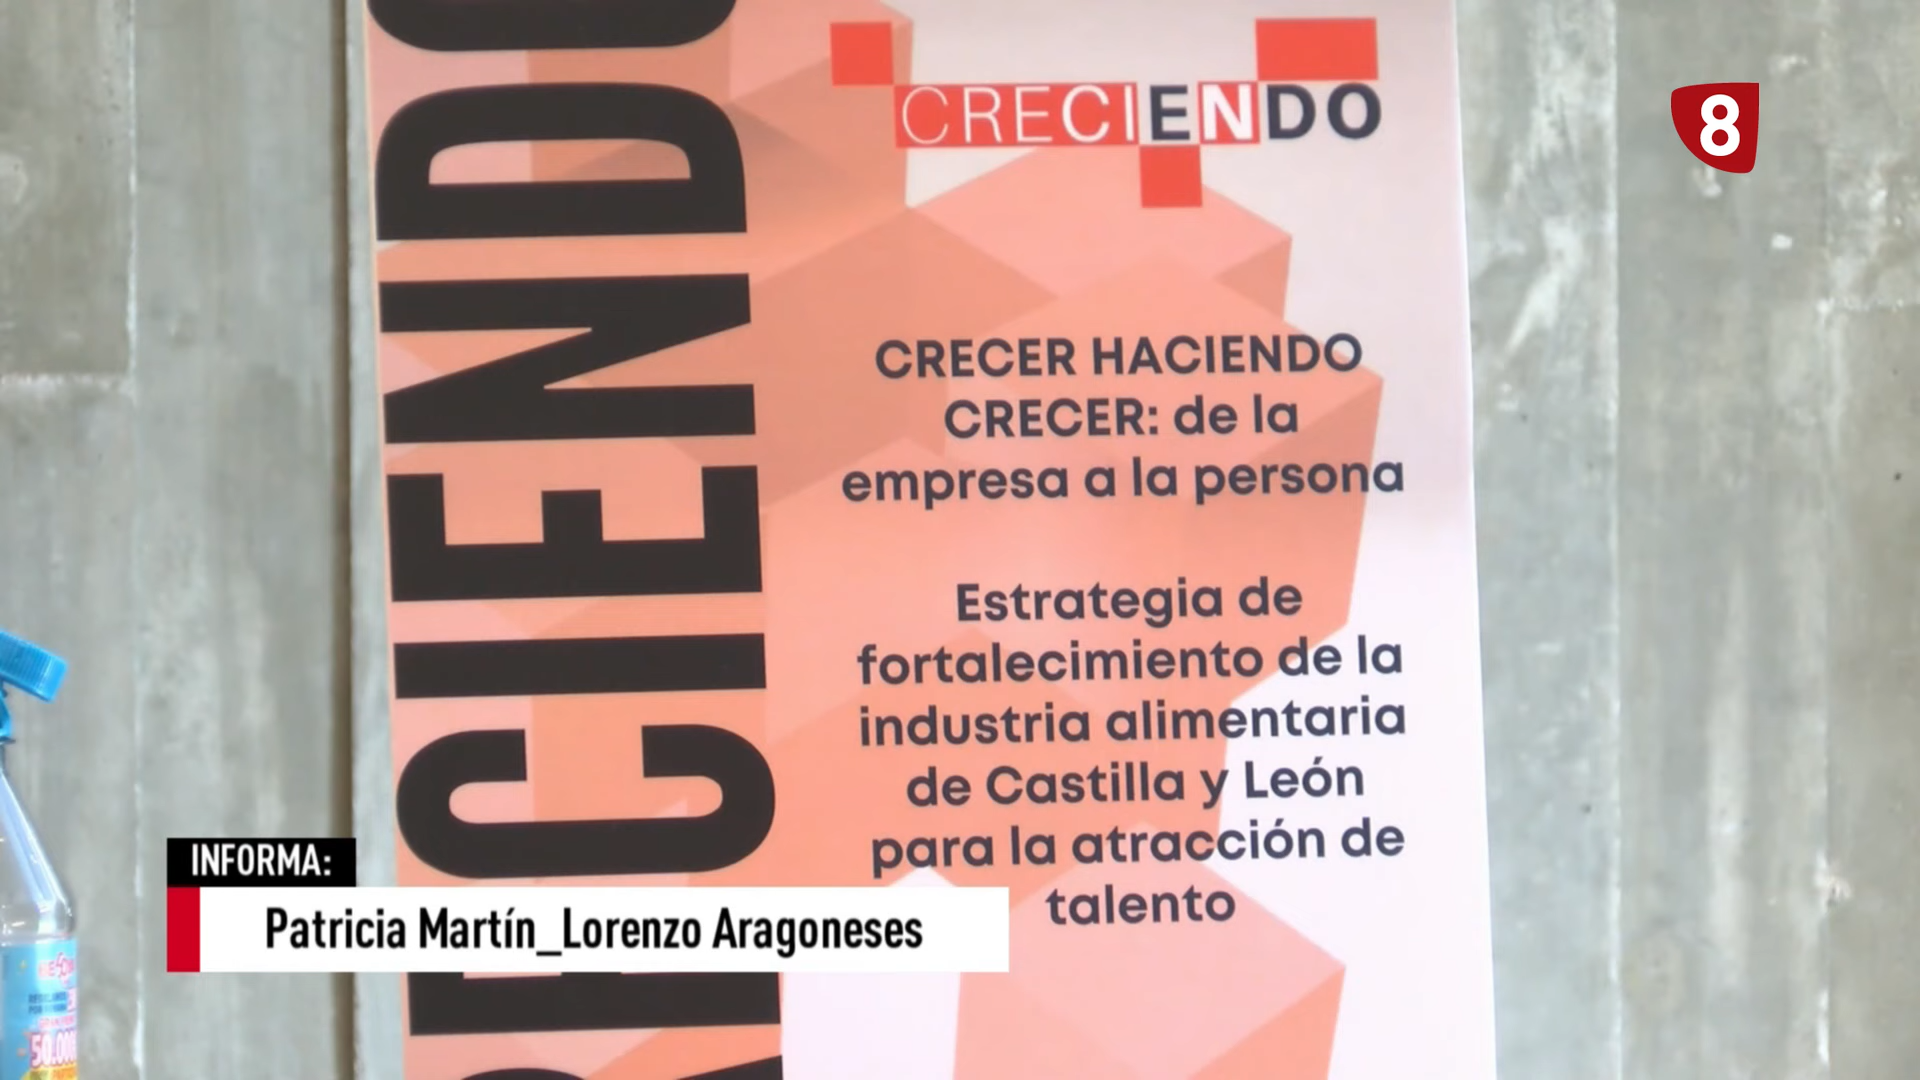 CRECIENDO
8
CRECIENDO
CRECER HACIENDO
CRECER: de la
empresa a la persona
Estrategia de
fortalecimiento de la
industria alimentaria
de Castilla y León
para la atracción de
talento
INFORMA:
Patricia Martín_Lorenzo Aragoneses